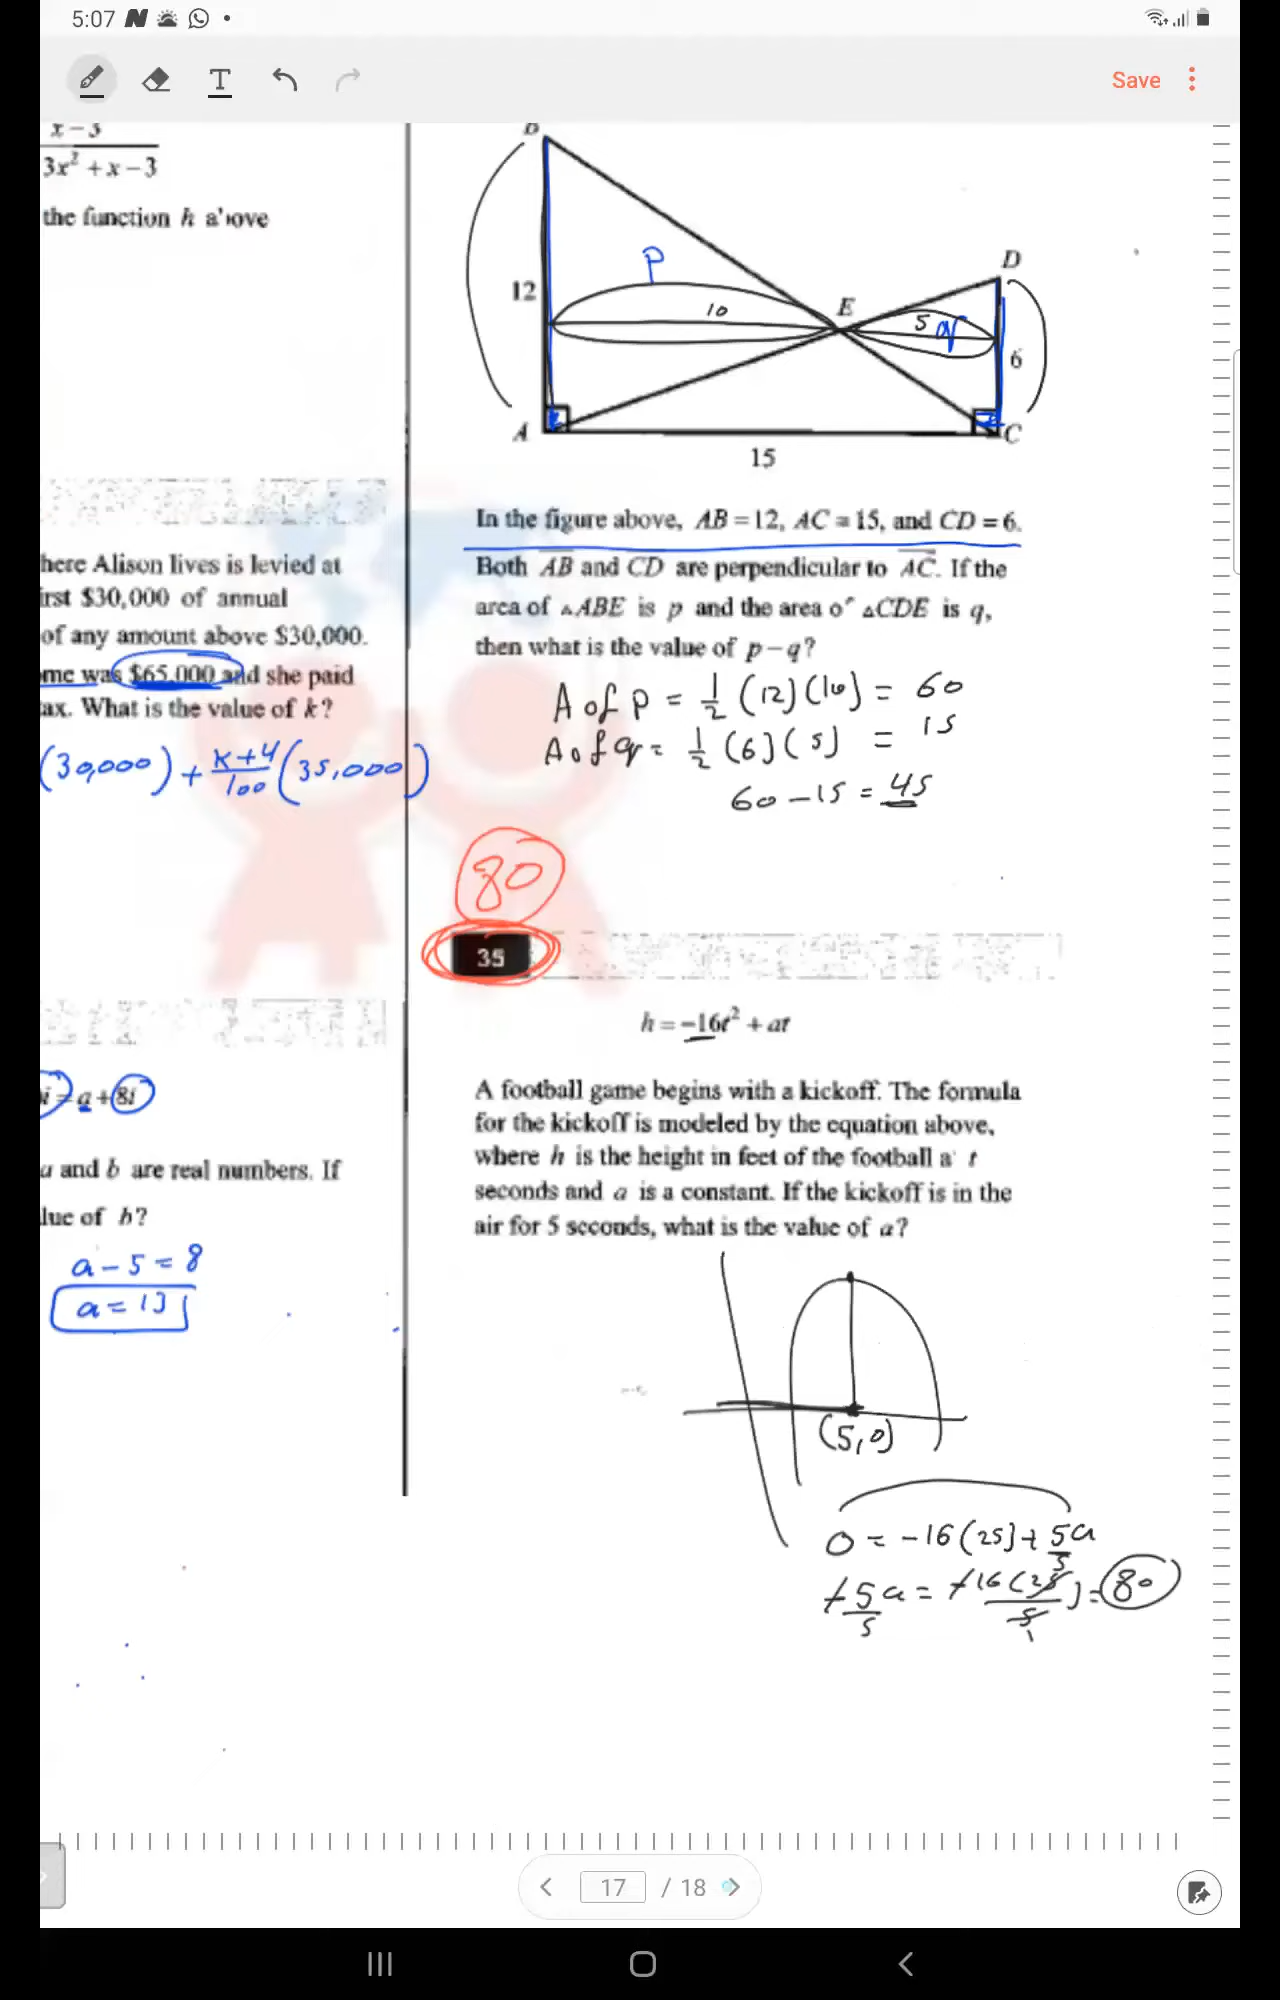 5:07
T
Save
x - 3
3x² + x - 3
the function h above
here Alison lives is levied at
irst $30,000 of annual
of any amount above $30,000.
me was $65,000 and she paid
ax. What is the value of k?
(30,000) + k+4/100 (35,000)
i = a + 8i
a and b are real numbers. If
lue of b?
a - 5 = 8
a = 13
B
P
12
10
E
D
5
q
6
A
C
15
In the figure above, AB = 12, AC = 15, and CD = 6.
Both AB and CD are perpendicular to AC. If the
area of △ABE is p and the area of △CDE is q,
then what is the value of p - q?
A of P = 1/2 (12)(10) = 60
A of q = 1/2 (6)(5) = 15
60 - 15 = 45
80
35
h = -16t² + at
A football game begins with a kickoff. The formula
for the kickoff is modeled by the equation above,
where h is the height in feet of the football a t
seconds and a is a constant. If the kickoff is in the
air for 5 seconds, what is the value of a?
(5,0)
0 = -16(25) + 5a
+5a/5 = +16(25)/5 = 80
17 / 18